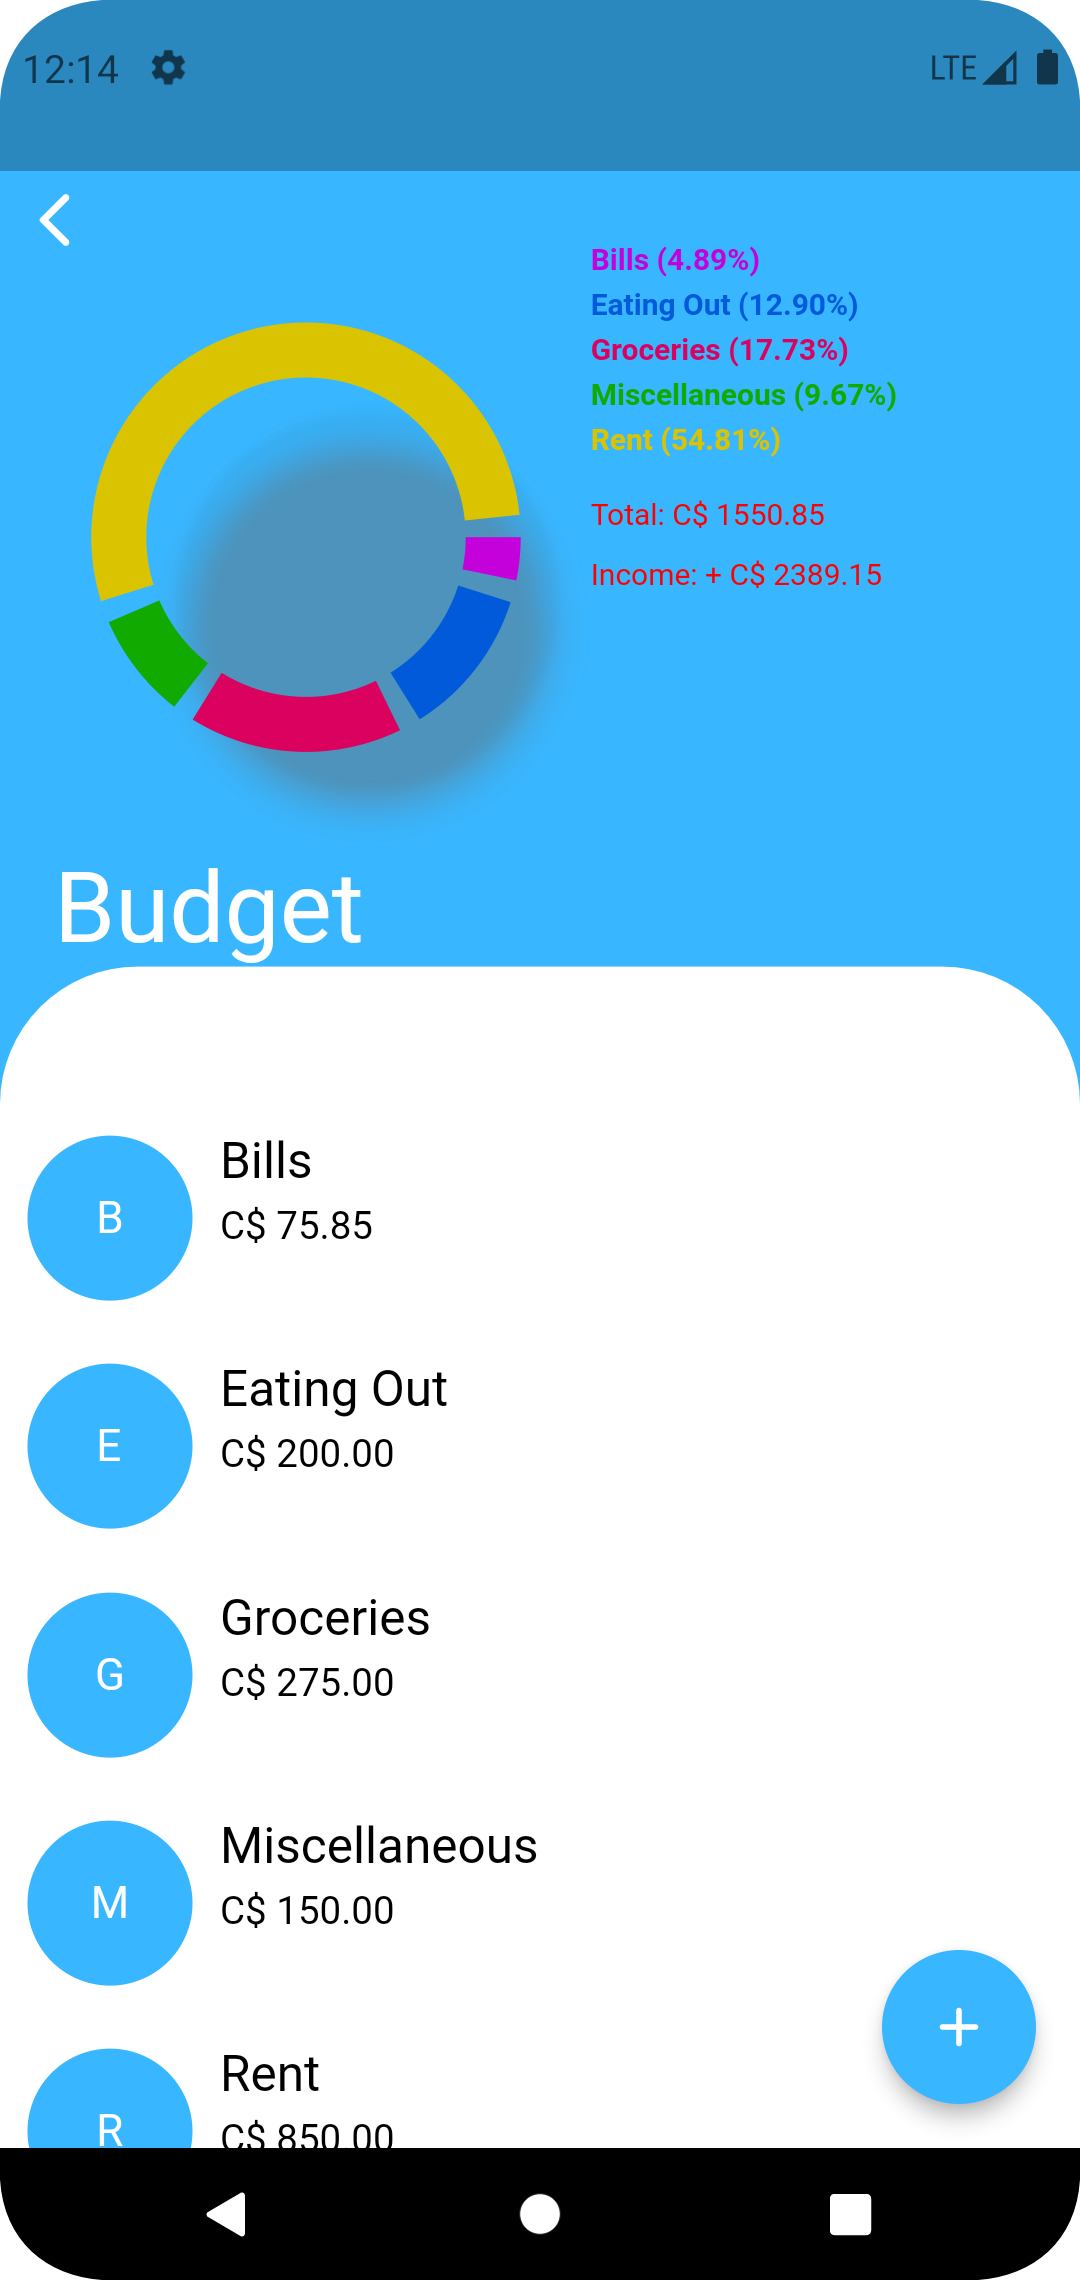 12:14
LTE
Bills (4.89%)
Eating Out (12.90%)
Groceries (17.73%)
Miscellaneous (9.67%)
Rent (54.81%)
Total: C$ 1550.85
Income: + C$ 2389.15
Budget
B
Bills
C$ 75.85
E
Eating Out
C$ 200.00
G
Groceries
C$ 275.00
M
Miscellaneous
C$ 150.00
R
Rent
C$ 850.00